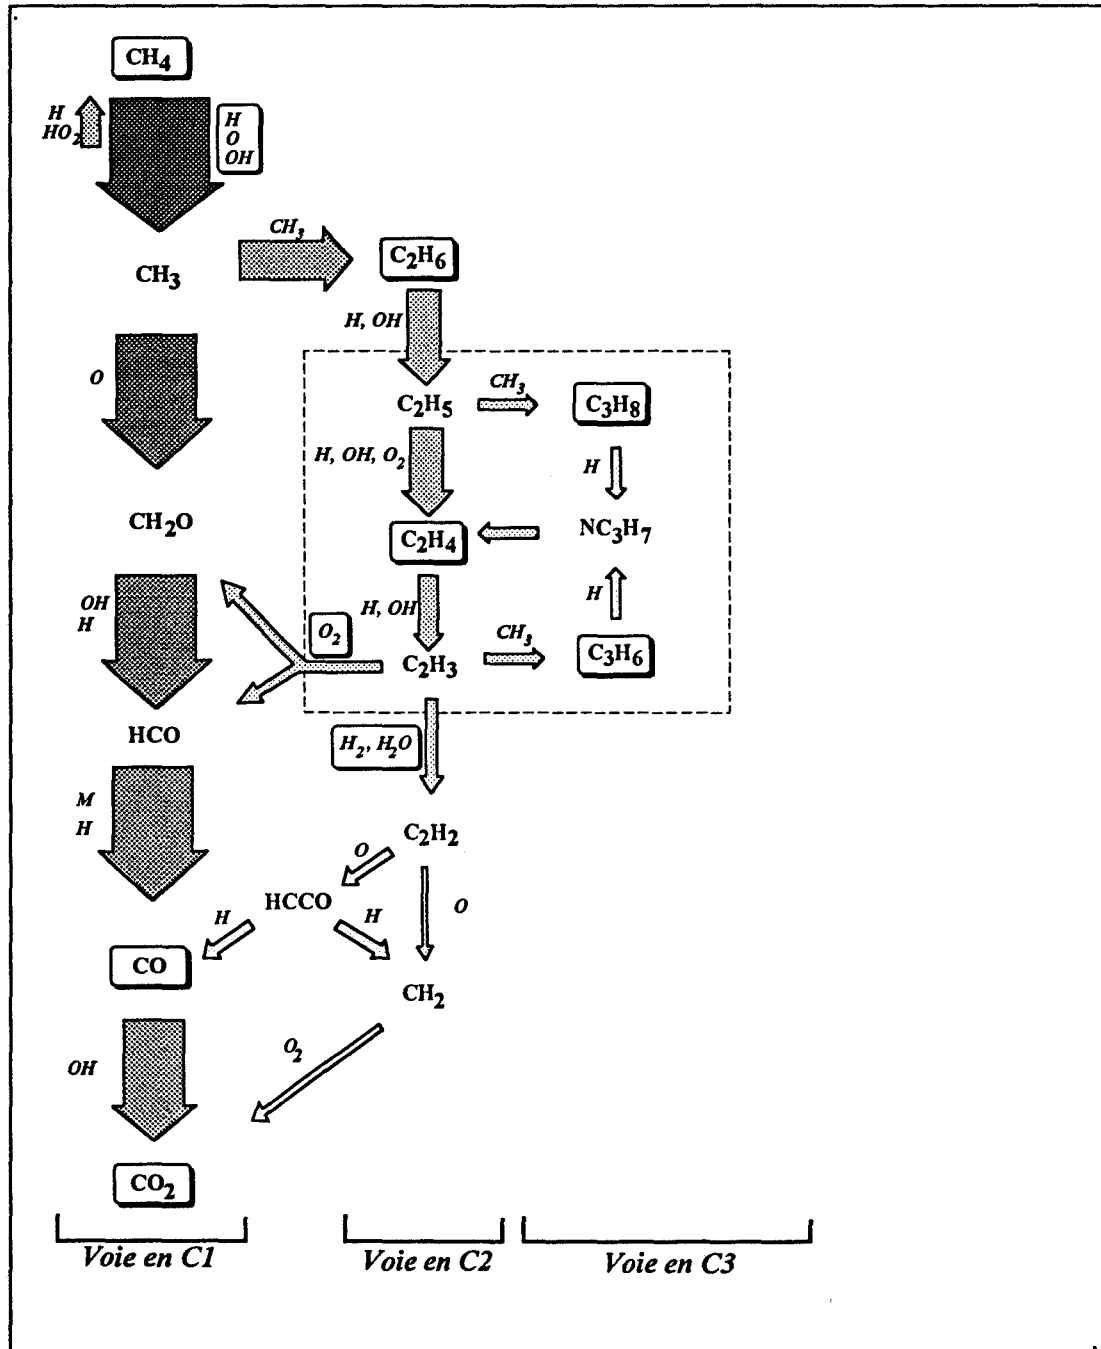 CH4
H
HO2
H
O
OH
CH3
CH3
C2H6
H, OH
O
C2H5
CH3
C3H8
H, OH, O2
H
CH2O
C2H4
NC3H7
OH
H
H, OH
H
O2
C2H3
CH3
C3H6
HCO
H2, H2O
M
H
C2H2
O
HCCO
O
H
H
CO
CH2
OH
O2
CO2
Voie en C1
Voie en C2
Voie en C3